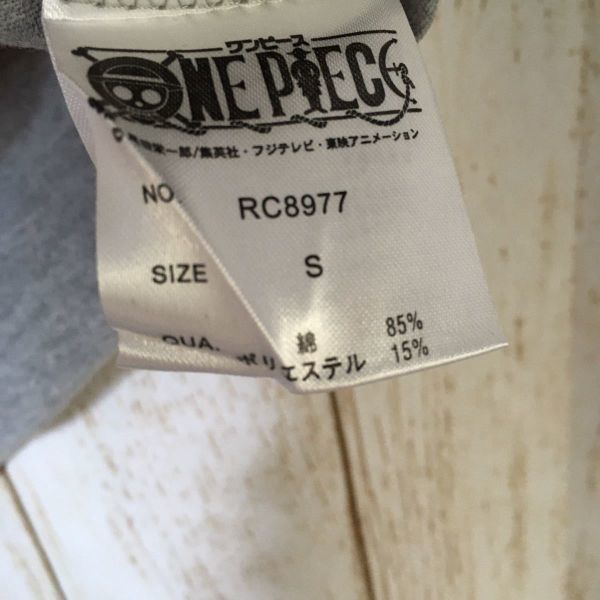 ワンピース
ONE PIECE
田栄一郎/集英社・フジテレビ・東映アニメーション
NO. RC8977
SIZE S
QUA. 綿 85%
ポリエステル 15%